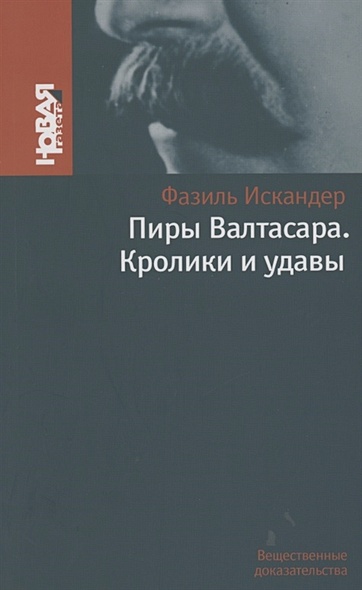 НОВАЯ
газета
Фазиль Искандер
Пиры Валтасара.
Кролики и удавы
Вещественные
доказательства